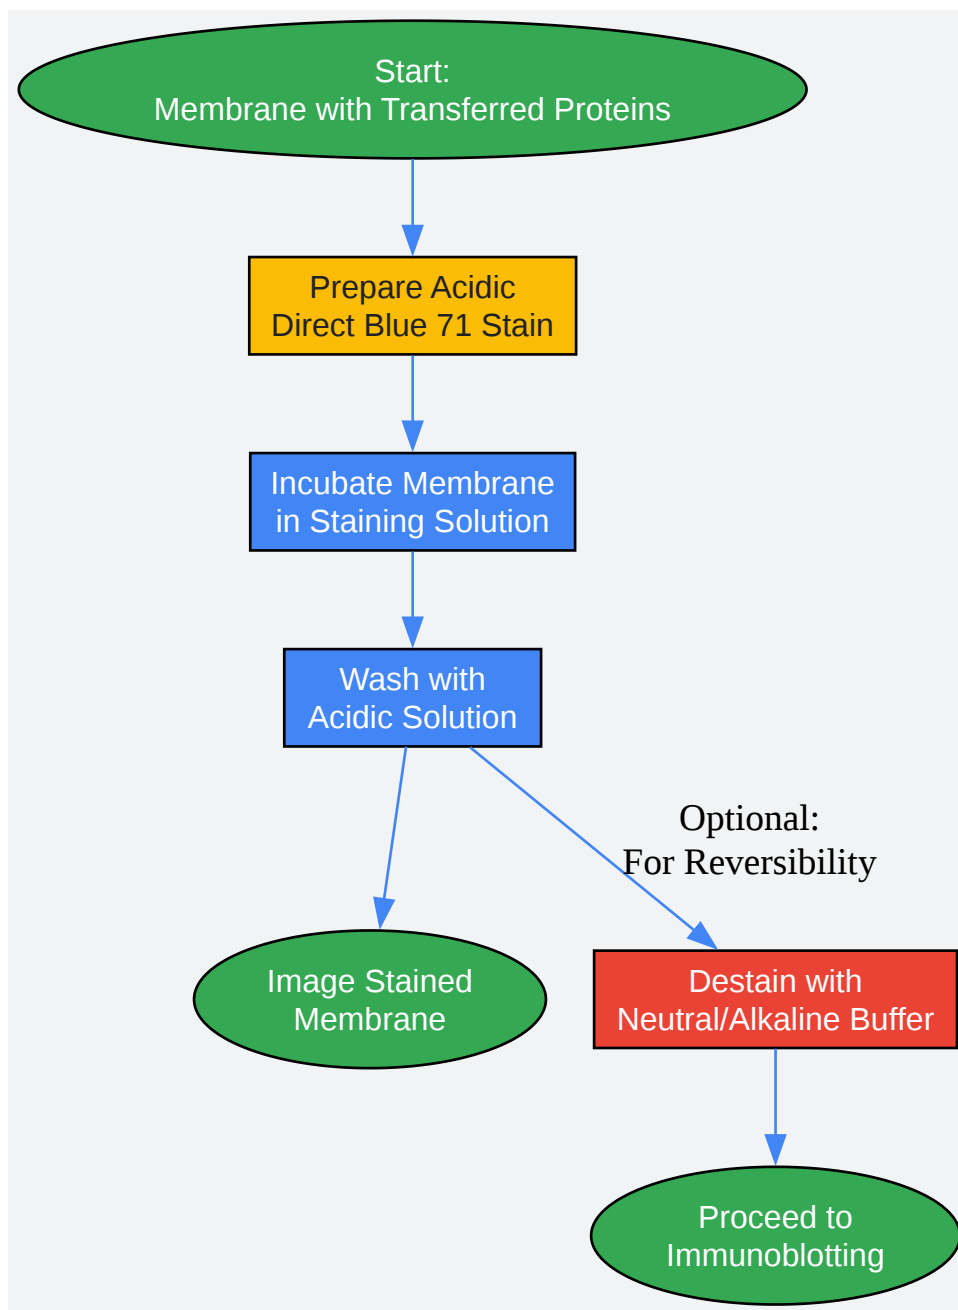 Start:
Membrane with Transferred Proteins
Prepare Acidic
Direct Blue 71 Stain
Incubate Membrane
in Staining Solution
Wash with
Acidic Solution
Optional:
For Reversibility
Image Stained
Membrane
Destain with
Neutral/Alkaline Buffer
Proceed to
Immunoblotting